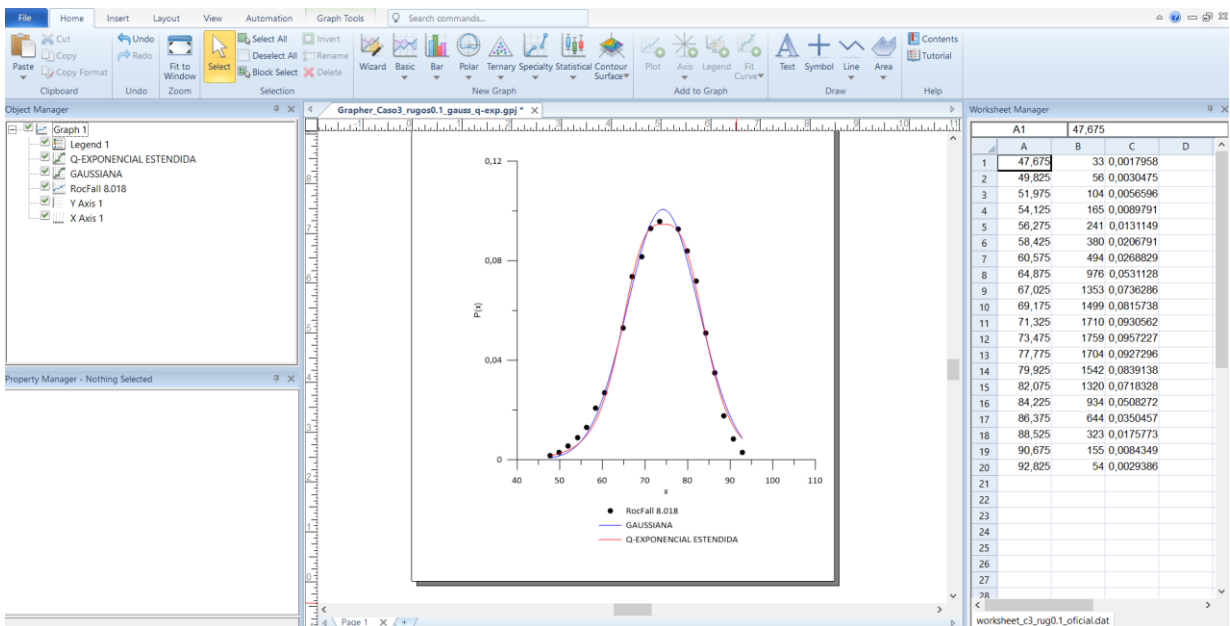 File Home Insert Layout View Automation Graph Tools Search commands...
Paste Cut Copy Copy Format
Clipboard
Undo Redo
Undo
Fit to Window
Zoom
Select Select All Deselect All Block Select Invert Rename Delete
Selection
Wizard Basic Bar Polar Ternary Specialty Statistical Contour Surface
New Graph
Plot Axis Legend Fit Curve
Add to Graph
Text Symbol Line Area
Draw
Contents
Tutorial
Help
Object Manager
Graph 1
Legend 1
Q-EXPONENCIAL ESTENDIDA
GAUSSIANA
RocFall 8.018
Y Axis 1
X Axis 1
Property Manager - Nothing Selected
Grapher_Caso3_rugos0.1_gauss_q-exp.gpj *
0,12
0,08
P(x)
0,04
0
40 50 60 70 80 90 100 110
x
RocFall 8.018
GAUSSIANA
Q-EXPONENCIAL ESTENDIDA
Page 1
Worksheet Manager
A1 47,675
A B C D
1 47,675 33 0,0017958
2 49,825 56 0,0030475
3 51,975 104 0,0056596
4 54,125 165 0,0089791
5 56,275 241 0,0131149
6 58,425 380 0,0206791
7 60,575 494 0,0268829
8 64,875 976 0,0531128
9 67,025 1353 0,0736286
10 69,175 1499 0,0815738
11 71,325 1710 0,0930562
12 73,475 1759 0,0957227
13 77,775 1704 0,0927296
14 79,925 1542 0,0839138
15 82,075 1320 0,0718328
16 84,225 934 0,0508272
17 86,375 644 0,0350457
18 88,525 323 0,0175773
19 90,675 155 0,0084349
20 92,825 54 0,0029386
21
22
23
24
25
26
27
28
worksheet_c3_rug0.1_oficial.dat